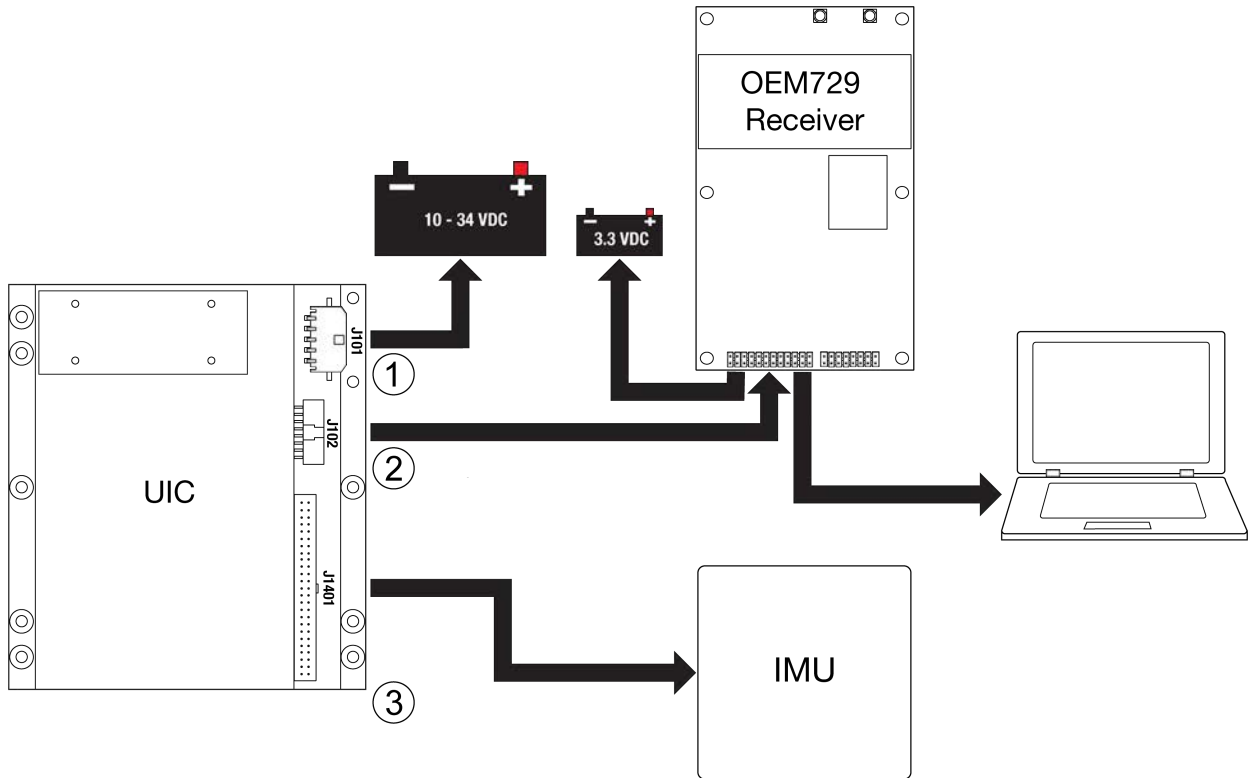 OEM729
Receiver
− +
10 - 34 VDC
− +
3.3 VDC
J101
1
J102
2
UIC
J1401
IMU
3